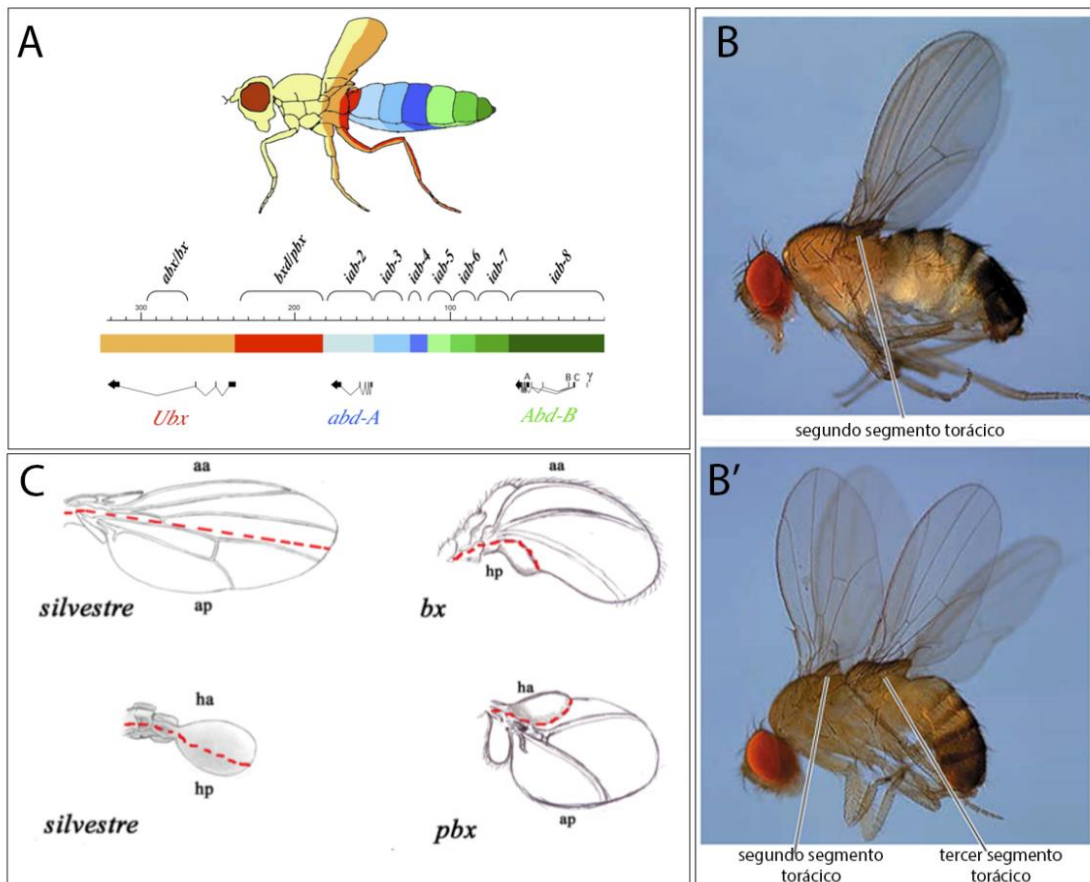 A
abx/bx
bxd/pbx
iab-2
iab-3
iab-4
iab-5
iab-6
iab-7
iab-8
300
200
100
A
B
C
γ
Ubx
abd-A
Abd-B
B
segundo segmento torácico
C
aa
ap
silvestre
aa
hp
bx
ha
hp
silvestre
ha
ap
pbx
B'
segundo segmento
torácico
tercer segmento
torácico